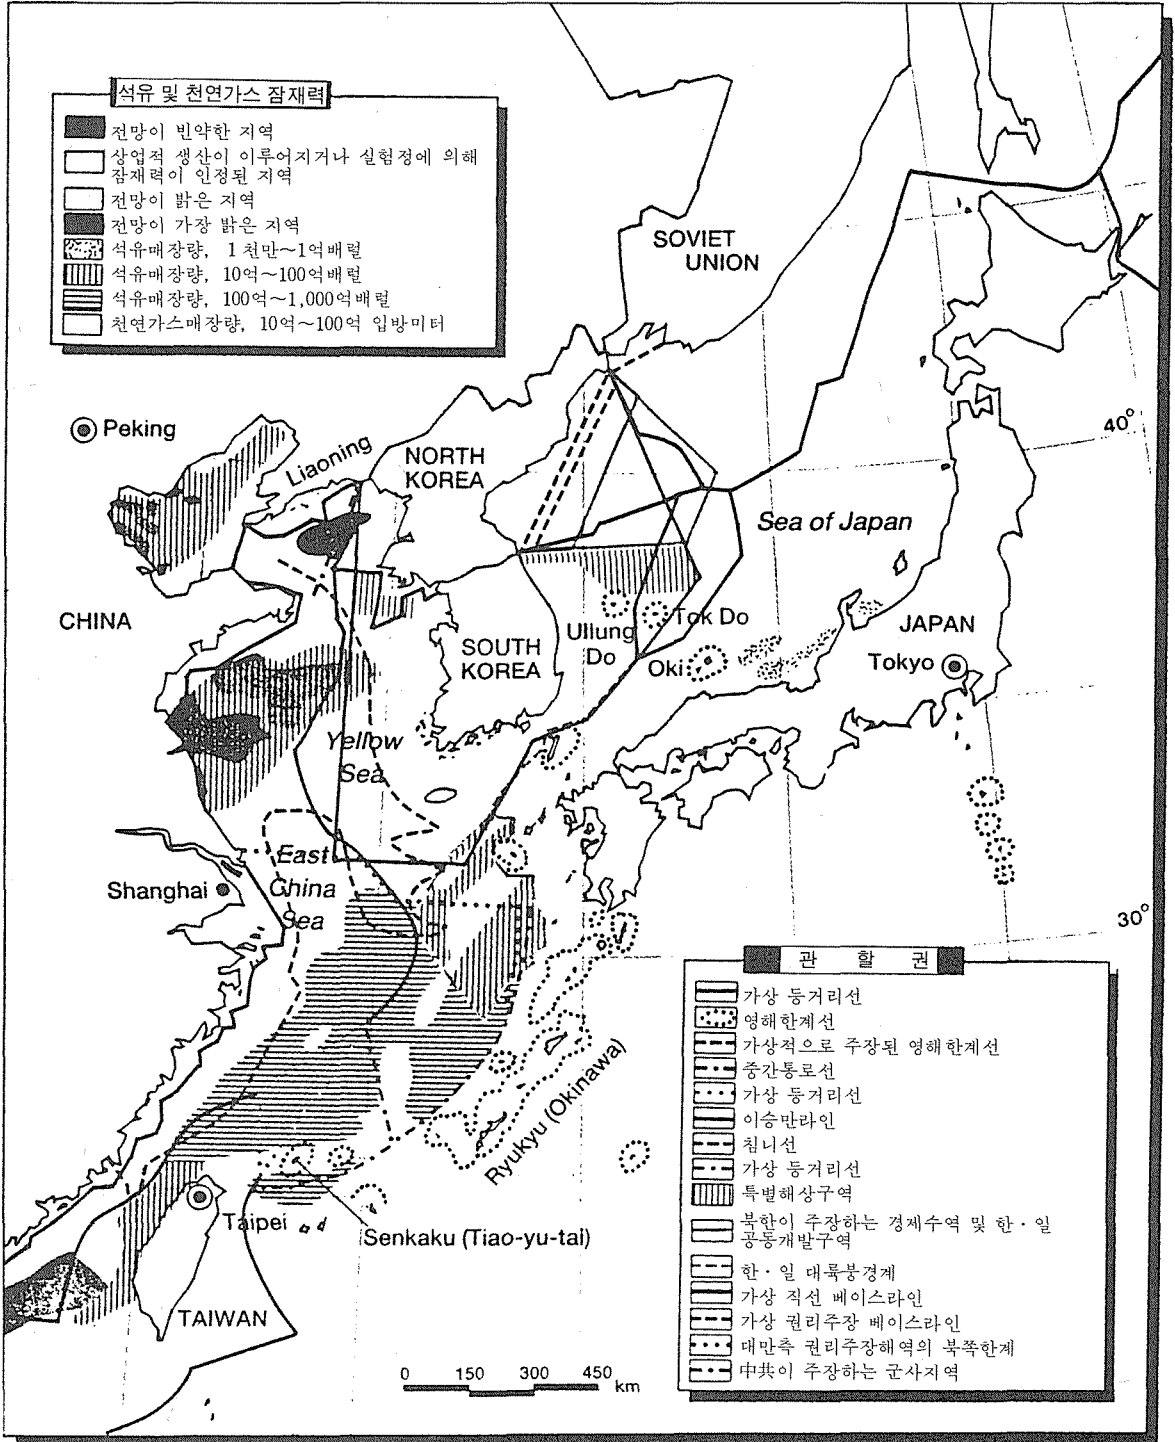 석유 및 천연가스 잠재력
전망이 빈약한 지역
상업적 생산이 이루어지거나 실험정에 의해
잠재력이 인정된 지역
전망이 밝은 지역
전망이 가장 밝은 지역
석유매장량, 1천만~1억배럴
석유매장량, 10억~100억배럴
석유매장량, 100억~1,000억배럴
천연가스매장량, 10억~100억 입방미터
SOVIET
UNION
Peking
Liaoning
NORTH
KOREA
40°
Sea of Japan
CHINA
SOUTH
KOREA
Ullung
Do
Tok Do
Oki
JAPAN
Tokyo
Yellow
Sea
East
China
Sea
Shanghai
30°
Ryukyu (Okinawa)
Taipei
Senkaku (Tiao-yu-tai)
TAIWAN
0 150 300 450 km
관할권
가상 등거리선
영해한계선
가상적으로 주장된 영해한계선
중간통로선
가상 등거리선
이승만라인
침니선
가상 등거리선
특별해상구역
북한이 주장하는 경제수역 및 한·일
공동개발구역
한·일 대륙붕경계
가상 직선 베이스라인
가상 권리주장 베이스라인
대만측 권리주장해역의 북쪽한계
中共이 주장하는 군사지역